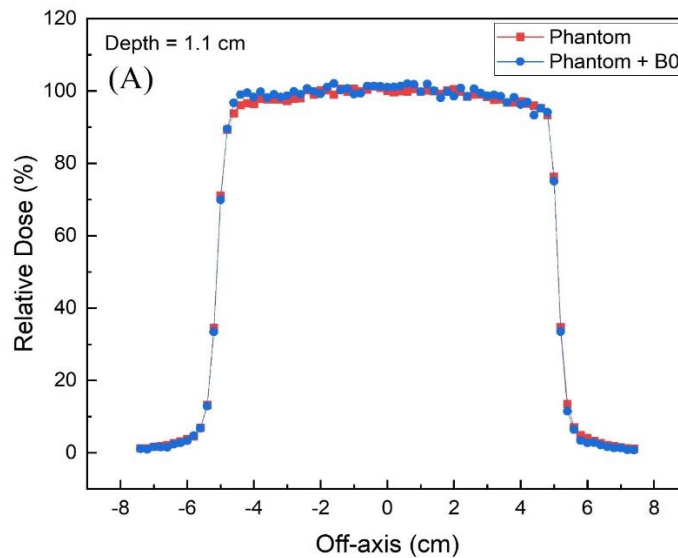 Depth = 1.1 cm
(A)
Phantom
Phantom + B0
Relative Dose (%)
120
100
80
60
40
20
0
-8
-6
-4
-2
0
2
4
6
8
Off-axis (cm)